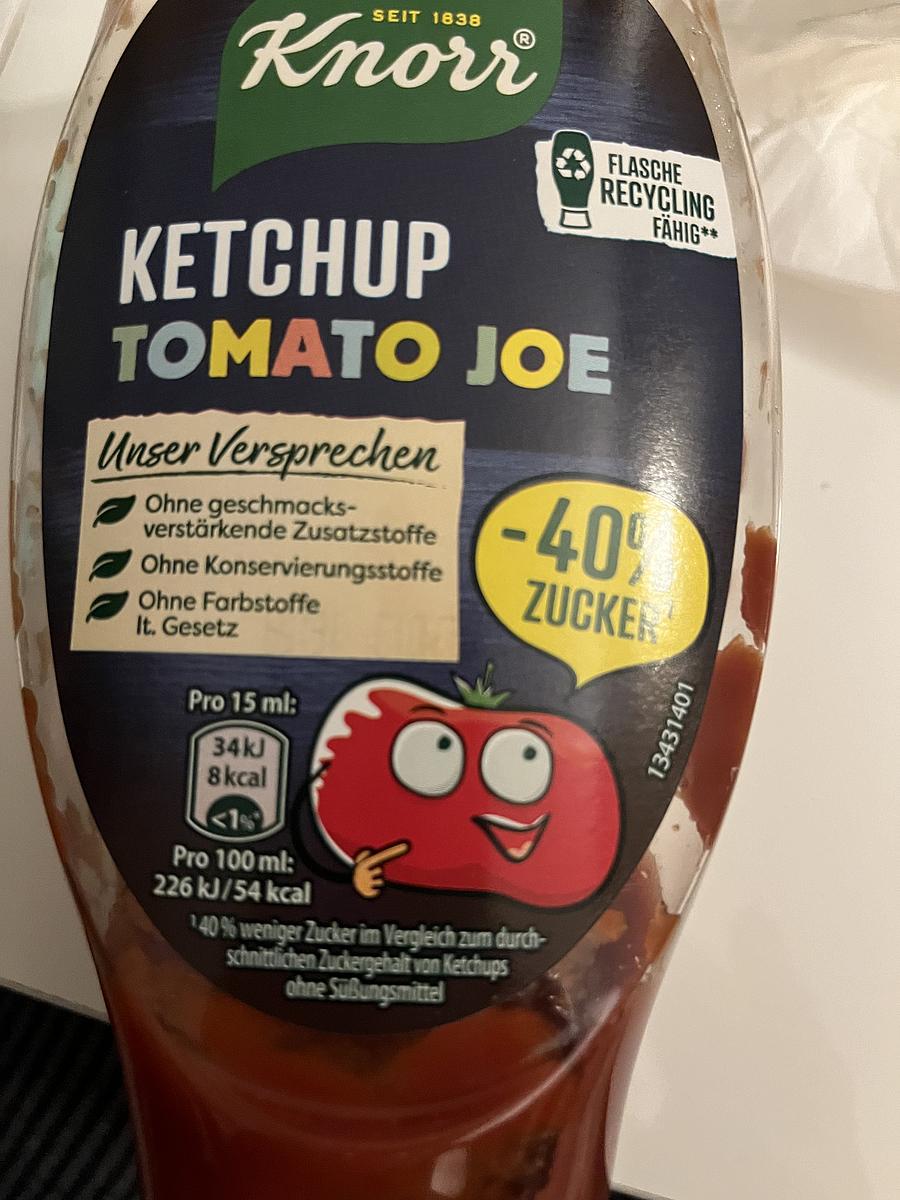 SEIT 1838
Knorr®
FLASCHE
RECYCLING
FÄHIG**
KETCHUP
TOMATO JOE
Unser Versprechen
Ohne geschmacks-
verstärkende Zusatzstoffe
Ohne Konservierungsstoffe
Ohne Farbstoffe
lt. Gesetz
-40%
ZUCKER¹
Pro 15 ml:
34 kJ
8 kcal
<1%*
Pro 100 ml:
226 kJ/54 kcal
13431401
¹40 % weniger Zucker im Vergleich zum durch-
schnittlichen Zuckergehalt von Ketchups
ohne Süßungsmittel